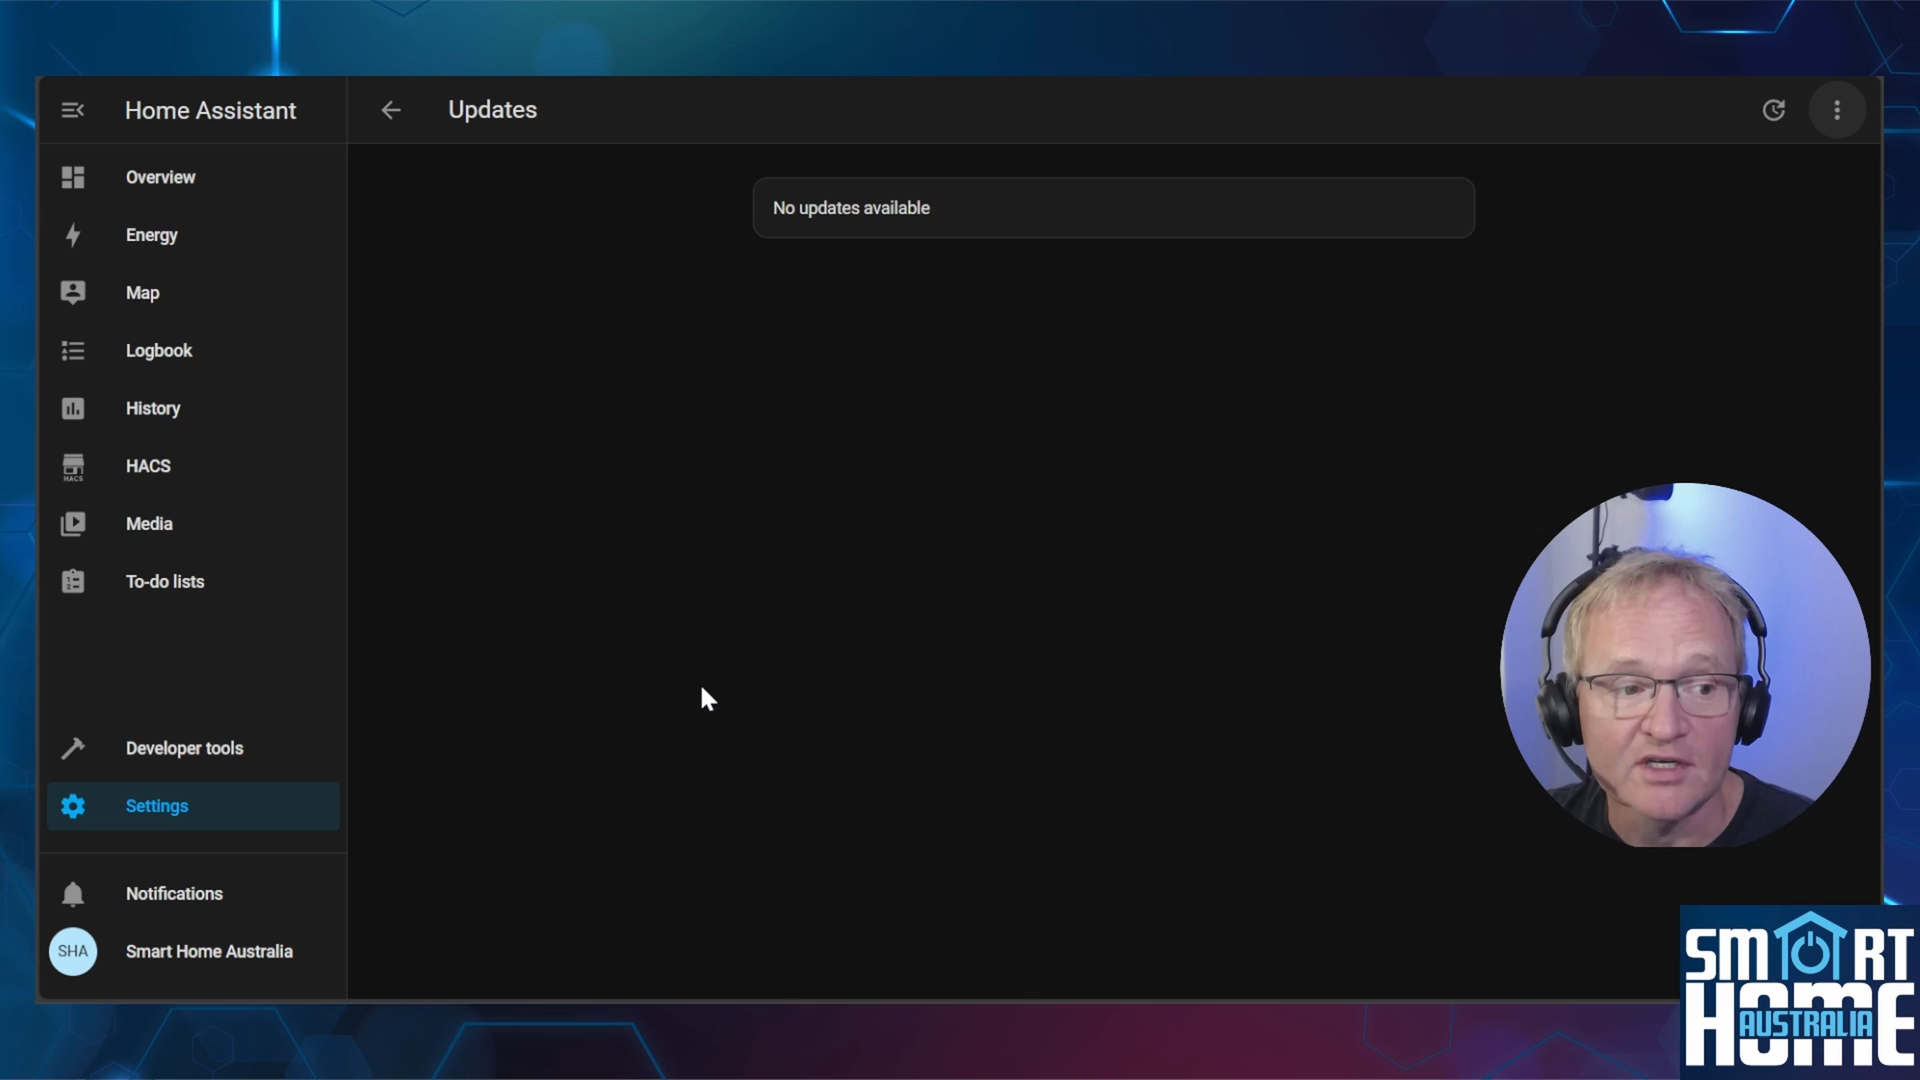 Home Assistant
Updates
Overview
No updates available
Energy
Map
Logbook
History
HACS
HACS
Media
To-do lists
Developer tools
Settings
Notifications
SHA
Smart Home Australia
SMART
HOME
AUSTRALIA